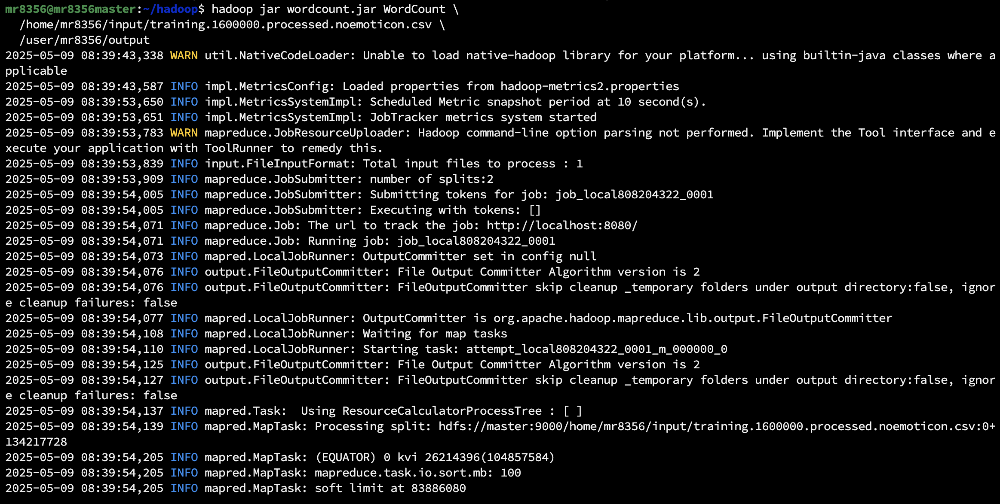 mr8356@mr8356master:~/hadoop$ hadoop jar wordcount.jar WordCount \
  /home/mr8356/input/training.1600000.processed.noemoticon.csv \
  /user/mr8356/output
2025-05-09 08:39:43,338 WARN util.NativeCodeLoader: Unable to load native-hadoop library for your platform... using builtin-java classes where a
pplicable
2025-05-09 08:39:43,587 INFO impl.MetricsConfig: Loaded properties from hadoop-metrics2.properties
2025-05-09 08:39:53,650 INFO impl.MetricsSystemImpl: Scheduled Metric snapshot period at 10 second(s).
2025-05-09 08:39:53,651 INFO impl.MetricsSystemImpl: JobTracker metrics system started
2025-05-09 08:39:53,783 WARN mapreduce.JobResourceUploader: Hadoop command-line option parsing not performed. Implement the Tool interface and e
xecute your application with ToolRunner to remedy this.
2025-05-09 08:39:53,839 INFO input.FileInputFormat: Total input files to process : 1
2025-05-09 08:39:53,909 INFO mapreduce.JobSubmitter: number of splits:2
2025-05-09 08:39:54,005 INFO mapreduce.JobSubmitter: Submitting tokens for job: job_local808204322_0001
2025-05-09 08:39:54,005 INFO mapreduce.JobSubmitter: Executing with tokens: []
2025-05-09 08:39:54,071 INFO mapreduce.Job: The url to track the job: http://localhost:8080/
2025-05-09 08:39:54,071 INFO mapreduce.Job: Running job: job_local808204322_0001
2025-05-09 08:39:54,073 INFO mapred.LocalJobRunner: OutputCommitter set in config null
2025-05-09 08:39:54,076 INFO output.FileOutputCommitter: File Output Committer Algorithm version is 2
2025-05-09 08:39:54,076 INFO output.FileOutputCommitter: FileOutputCommitter skip cleanup _temporary folders under output directory:false, ignor
e cleanup failures: false
2025-05-09 08:39:54,077 INFO mapred.LocalJobRunner: OutputCommitter is org.apache.hadoop.mapreduce.lib.output.FileOutputCommitter
2025-05-09 08:39:54,108 INFO mapred.LocalJobRunner: Waiting for map tasks
2025-05-09 08:39:54,110 INFO mapred.LocalJobRunner: Starting task: attempt_local808204322_0001_m_000000_0
2025-05-09 08:39:54,125 INFO output.FileOutputCommitter: File Output Committer Algorithm version is 2
2025-05-09 08:39:54,127 INFO output.FileOutputCommitter: FileOutputCommitter skip cleanup _temporary folders under output directory:false, ignor
e cleanup failures: false
2025-05-09 08:39:54,137 INFO mapred.Task:  Using ResourceCalculatorProcessTree : [ ]
2025-05-09 08:39:54,139 INFO mapred.MapTask: Processing split: hdfs://master:9000/home/mr8356/input/training.1600000.processed.noemoticon.csv:0+
134217728
2025-05-09 08:39:54,205 INFO mapred.MapTask: (EQUATOR) 0 kvi 26214396(104857584)
2025-05-09 08:39:54,205 INFO mapred.MapTask: mapreduce.task.io.sort.mb: 100
2025-05-09 08:39:54,205 INFO mapred.MapTask: soft limit at 83886080